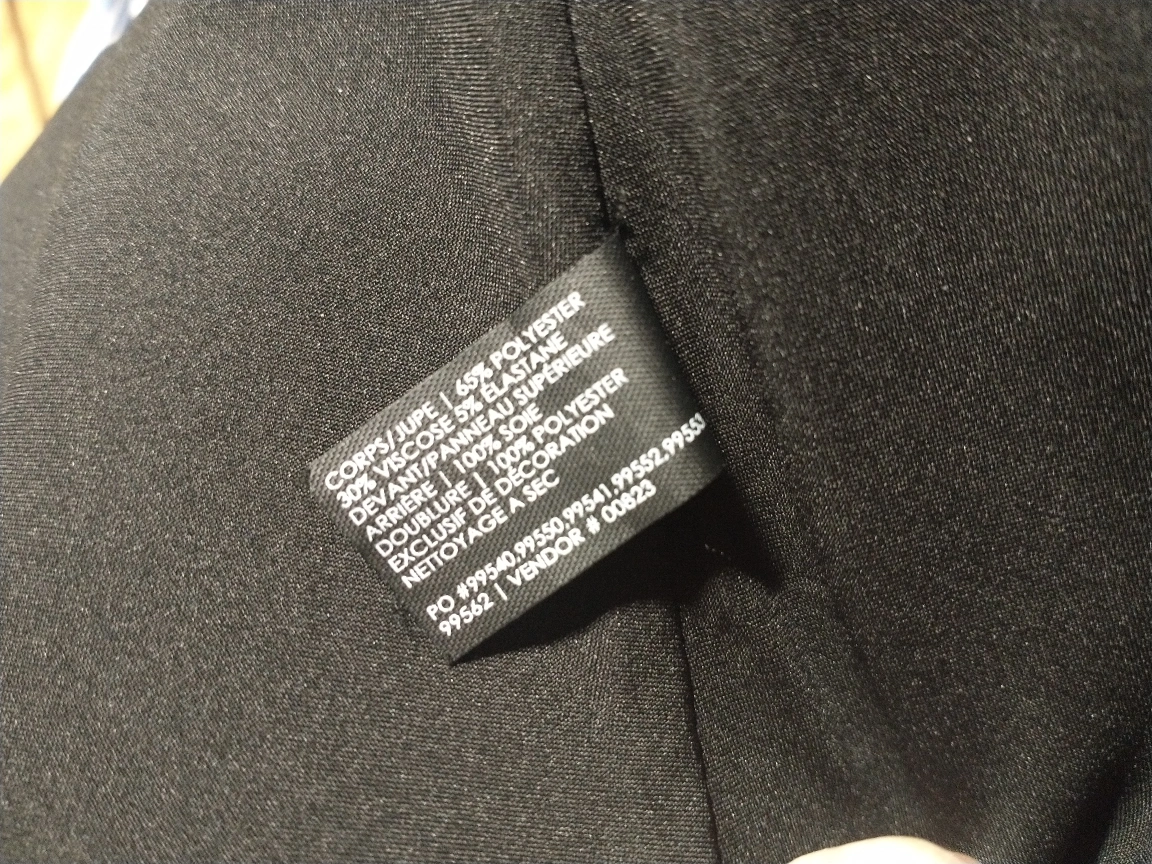 CORPS/JUPE | 65% POLYESTER
30% VISCOSE 5% ÉLASTANE
DEVANT/PANNEAU SUPÉRIEURE
ARRIÈRE | 100% SOIE
DOUBLURE | 100% POLYESTER
EXCLUSIF DE DÉCORATION
NETTOYAGE A SEC
PO #99540,99550,99541,99552,99553
99562 | VENDOR # 00823